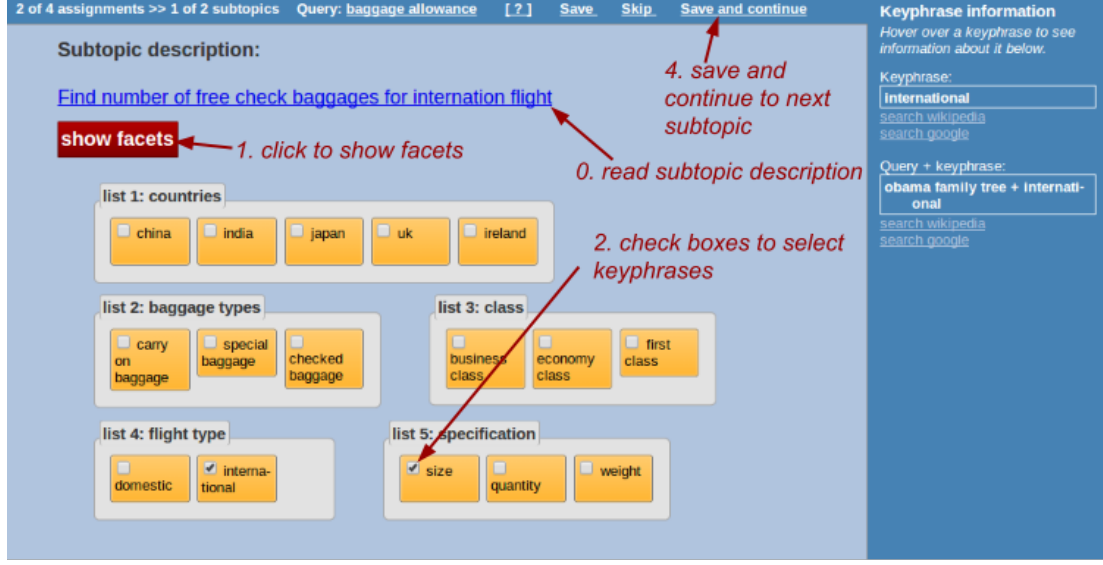 2 of 4 assignments >> 1 of 2 subtopics Query: baggage allowance [ ? ] Save Skip Save and continue
Subtopic description:
Find number of free check baggages for internation flight
show facets
1. click to show facets
4. save and
continue to next
subtopic
0. read subtopic description
list 1: countries
china india japan uk ireland
2. check boxes to select
keyphrases
list 2: baggage types
carry
on
baggage
special
baggage
checked
baggage
list 3: class
business
class
economy
class
first
class
list 4: flight type
domestic
interna-
tional
list 5: specification
size
quantity
weight
Keyphrase information
Hover over a keyphrase to see
information about it below.
Keyphrase:
international
search wikipedia
search google
Query + keyphrase:
obama family tree + internati-
onal
search wikipedia
search google